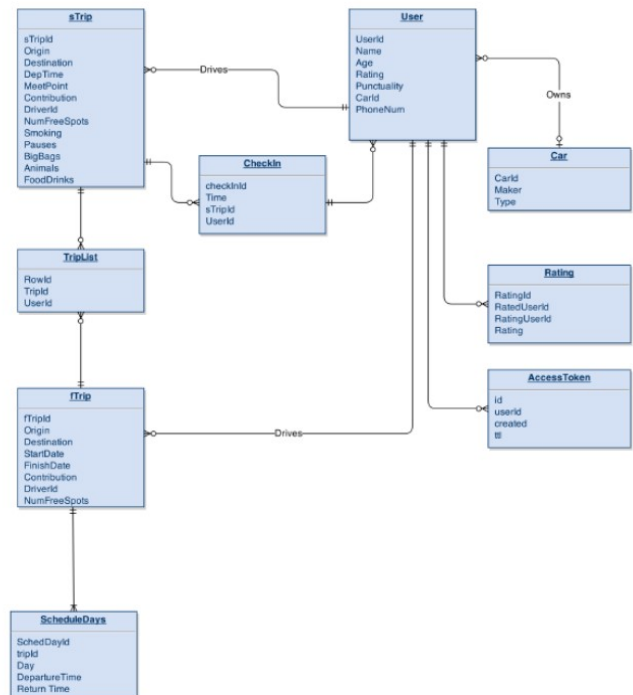 sTrip
sTripId
Origin
Destination
DepTime
MeetPoint
Contribution
DriverId
NumFreeSpots
Smoking
Pauses
BigBags
Animals
FoodDrinks
Drives
User
UserId
Name
Age
Rating
Punctuality
CarId
PhoneNum
Owns
Car
CarId
Maker
Type
CheckIn
checkInId
Time
sTripId
UserId
TripList
RowId
TripId
UserId
Rating
RatingId
RatedUserId
RatingUserId
Rating
AccessToken
id
userId
created
ttl
fTrip
fTripId
Origin
Destination
StartDate
FinishDate
Contribution
DriverId
NumFreeSpots
Drives
ScheduleDays
SchedDayId
tripId
Day
DepartureTime
Return Time